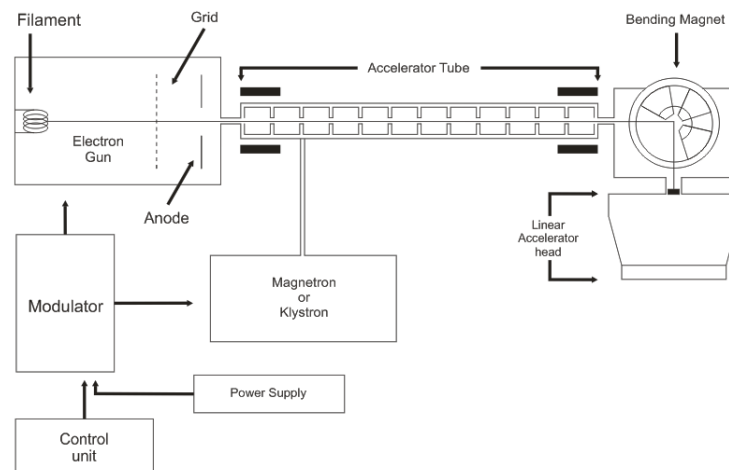 Filament
Grid
Bending Magnet
Accelerator Tube
Electron
Gun
Anode
Linear
Accelerator
head
Magnetron
or
Klystron
Modulator
Power Supply
Control
unit